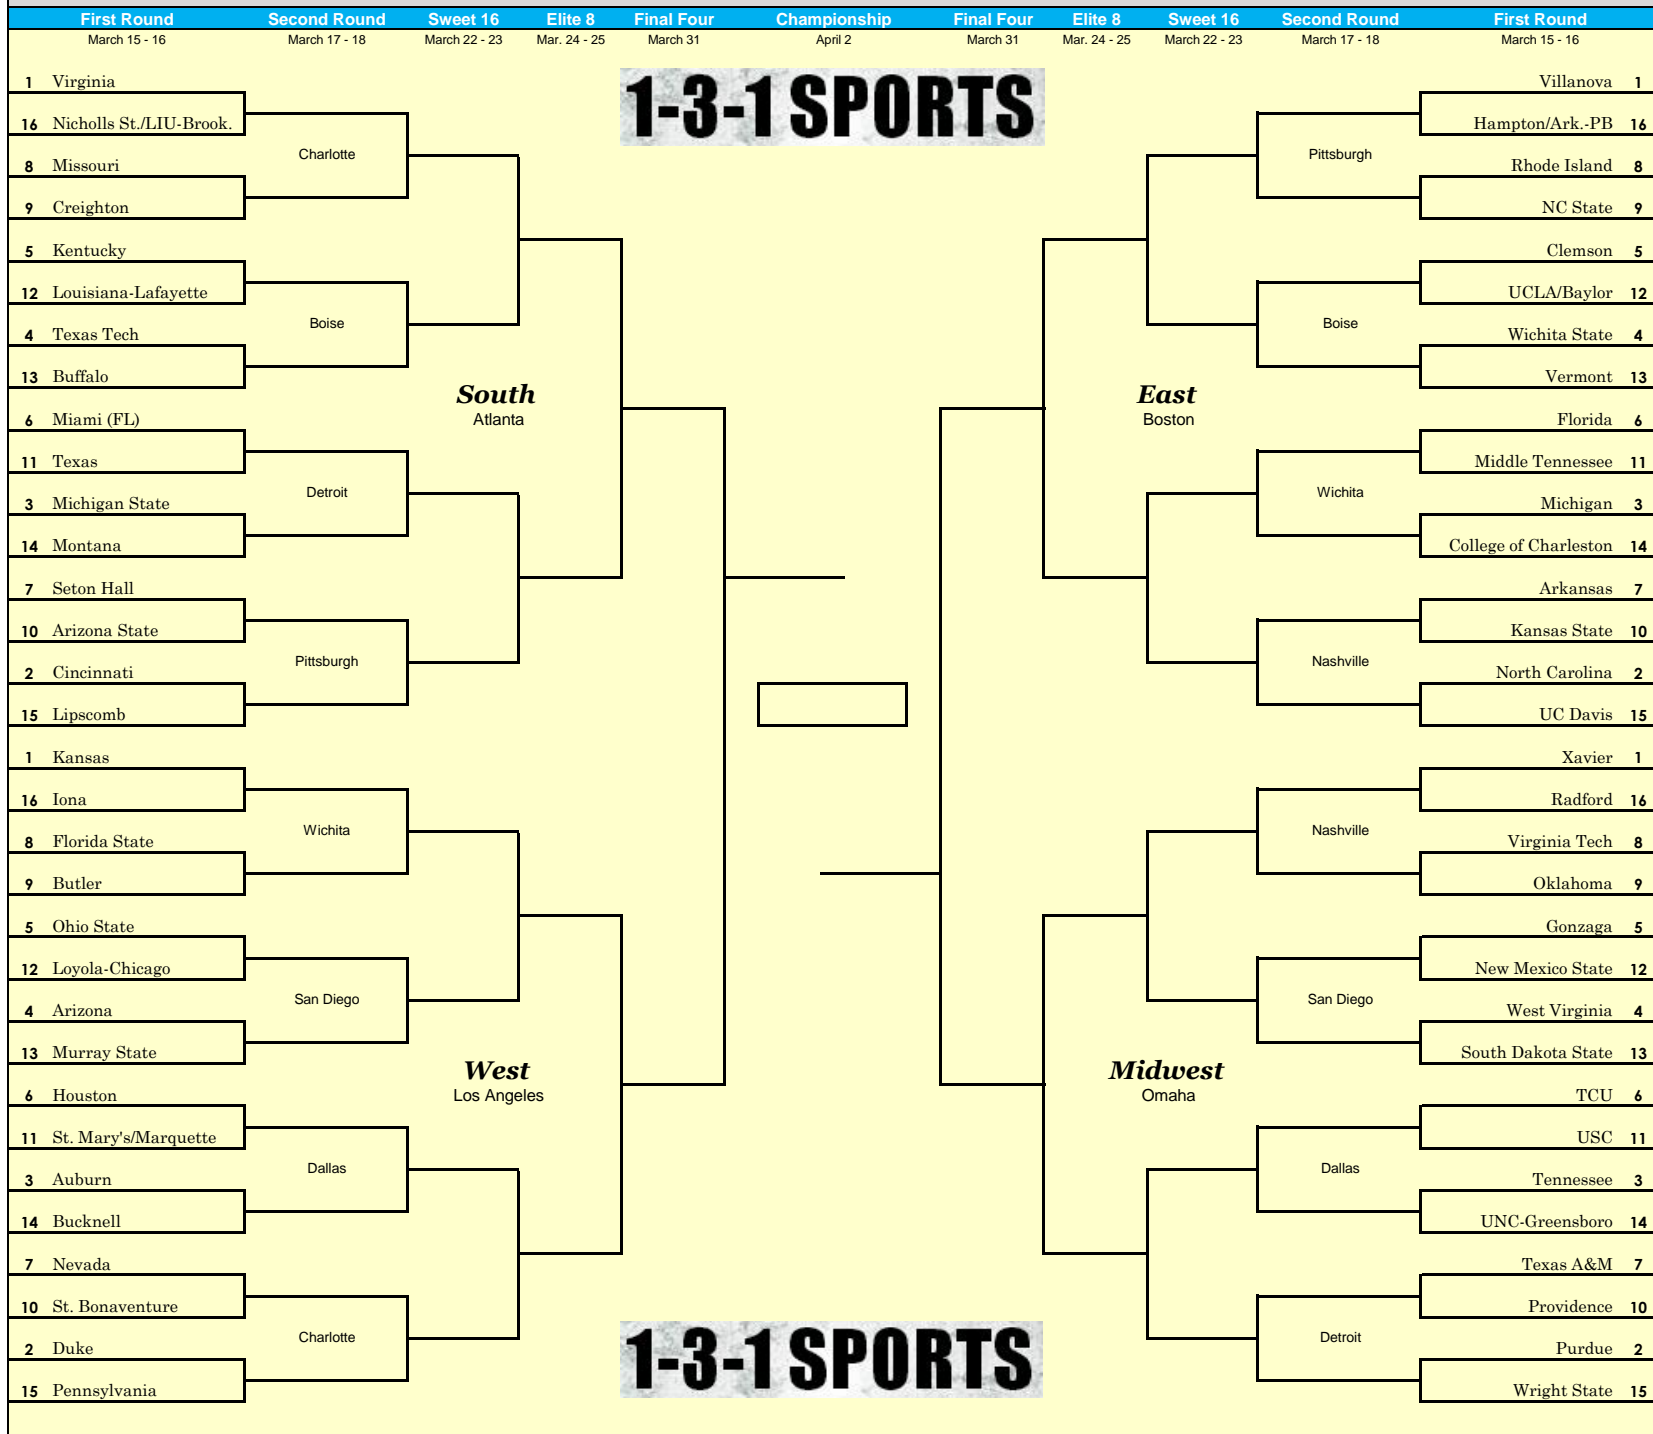 First Round Second Round Sweet 16 Elite 8 Final Four Championship Final Four Elite 8 Sweet 16 Second Round First Round
March 15 - 16 March 17 - 18 March 22 - 23 Mar. 24 - 25 March 31 April 2 March 31 Mar. 24 - 25 March 22 - 23 March 17 - 18 March 15 - 16
1-3-1 SPORTS
1 Virginia
16 Nicholls St./LIU-Brook.
Charlotte
8 Missouri
9 Creighton
5 Kentucky
12 Louisiana-Lafayette
Boise
4 Texas Tech
13 Buffalo
South
Atlanta
6 Miami (FL)
11 Texas
Detroit
3 Michigan State
14 Montana
7 Seton Hall
10 Arizona State
Pittsburgh
2 Cincinnati
15 Lipscomb
1 Kansas
16 Iona
Wichita
8 Florida State
9 Butler
5 Ohio State
12 Loyola-Chicago
San Diego
4 Arizona
13 Murray State
West
Los Angeles
6 Houston
11 St. Mary's/Marquette
Dallas
3 Auburn
14 Bucknell
7 Nevada
10 St. Bonaventure
Charlotte
2 Duke
15 Pennsylvania
Villanova 1
Hampton/Ark.-PB 16
Pittsburgh
Rhode Island 8
NC State 9
Clemson 5
UCLA/Baylor 12
Boise
Wichita State 4
Vermont 13
East
Boston
Florida 6
Middle Tennessee 11
Wichita
Michigan 3
College of Charleston 14
Arkansas 7
Kansas State 10
Nashville
North Carolina 2
UC Davis 15
Xavier 1
Radford 16
Nashville
Virginia Tech 8
Oklahoma 9
Gonzaga 5
New Mexico State 12
San Diego
West Virginia 4
South Dakota State 13
Midwest
Omaha
TCU 6
USC 11
Dallas
Tennessee 3
UNC-Greensboro 14
Texas A&M 7
Providence 10
Detroit
Purdue 2
Wright State 15
1-3-1 SPORTS